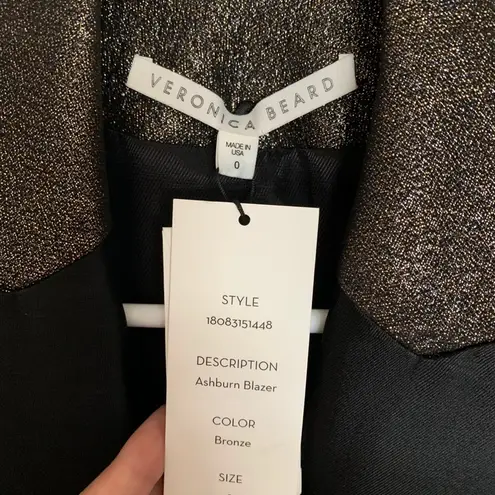 VERONICA BEARD
MADE IN
USA
0
STYLE
18083151448
DESCRIPTION
Ashburn Blazer
COLOR
Bronze
SIZE